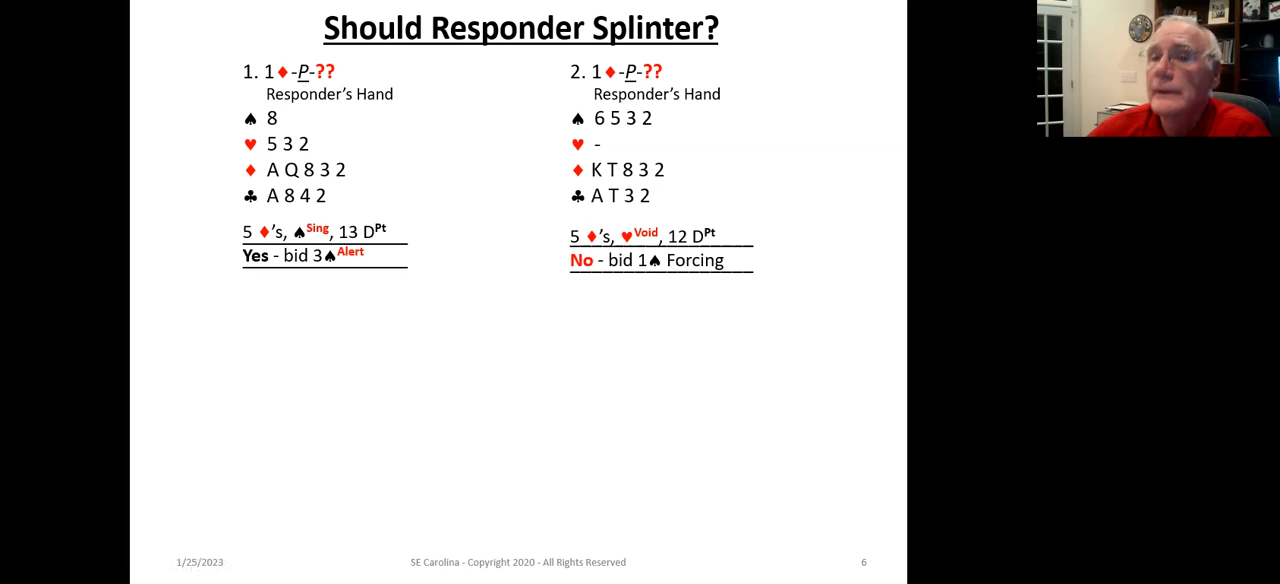 Should Responder Splinter?
1. 1♦-P-??
Responder's Hand
♠ 8
♥ 5 3 2
♦ A Q 8 3 2
♣ A 8 4 2
5 ♦'s, ♠Sing, 13 DPt
Yes - bid 3♠Alert
2. 1♦-P-??
Responder's Hand
♠ 6 5 3 2
♥ -
♦ K T 8 3 2
♣ A T 3 2
5 ♦'s, ♥Void, 12 DPt
No - bid 1♠ Forcing
1/25/2023
SE Carolina - Copyright 2020 - All Rights Reserved
6